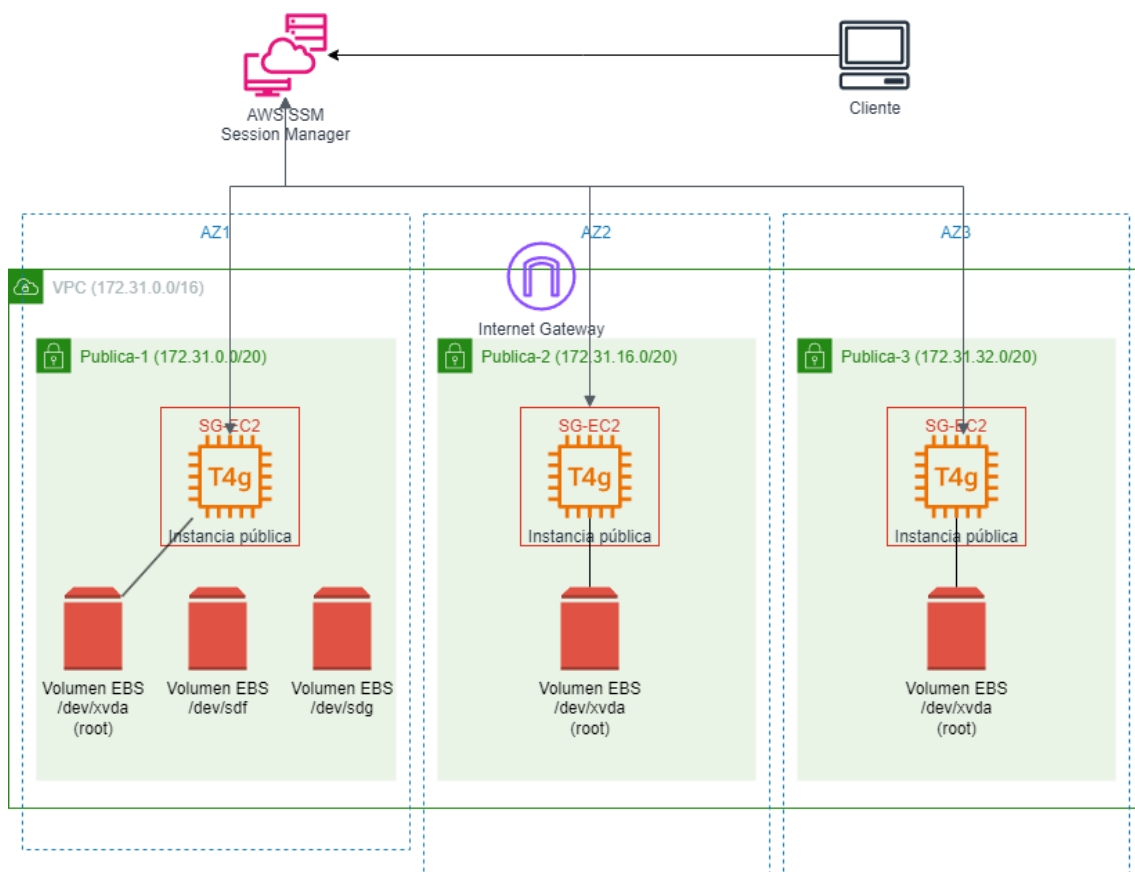 AWS SSM
Session Manager
Cliente
AZ1
AZ2
AZ3
VPC (172.31.0.0/16)
Internet Gateway
Publica-1 (172.31.0.0/20)
Publica-2 (172.31.16.0/20)
Publica-3 (172.31.32.0/20)
SG-EC2
T4g
Instancia pública
SG-EC2
T4g
Instancia pública
SG-EC2
T4g
Instancia pública
Volumen EBS
/dev/xvda
(root)
Volumen EBS
/dev/sdf
Volumen EBS
/dev/sdg
Volumen EBS
/dev/xvda
(root)
Volumen EBS
/dev/xvda
(root)